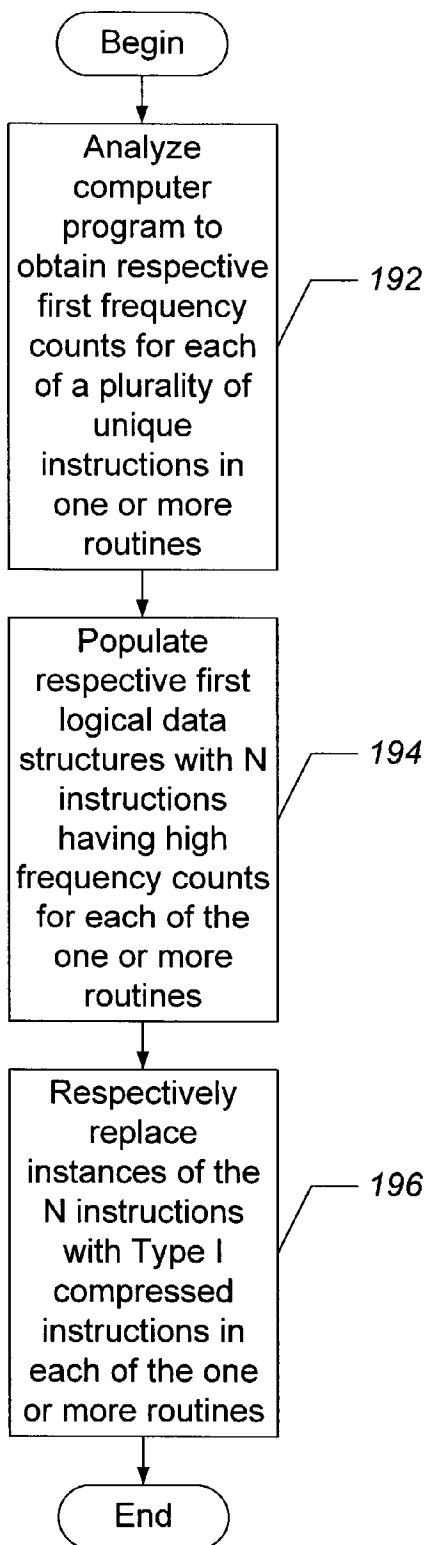 Begin
Analyze
computer
program to
obtain respective
first frequency
counts for each
of a plurality of
unique
instructions in
one or more
routines
192
Populate
respective first
logical data
structures with N
instructions
having high
frequency counts
for each of the
one or more
routines
194
Respectively
replace
instances of the
N instructions
with Type I
compressed
instructions in
each of the one
or more routines
196
End